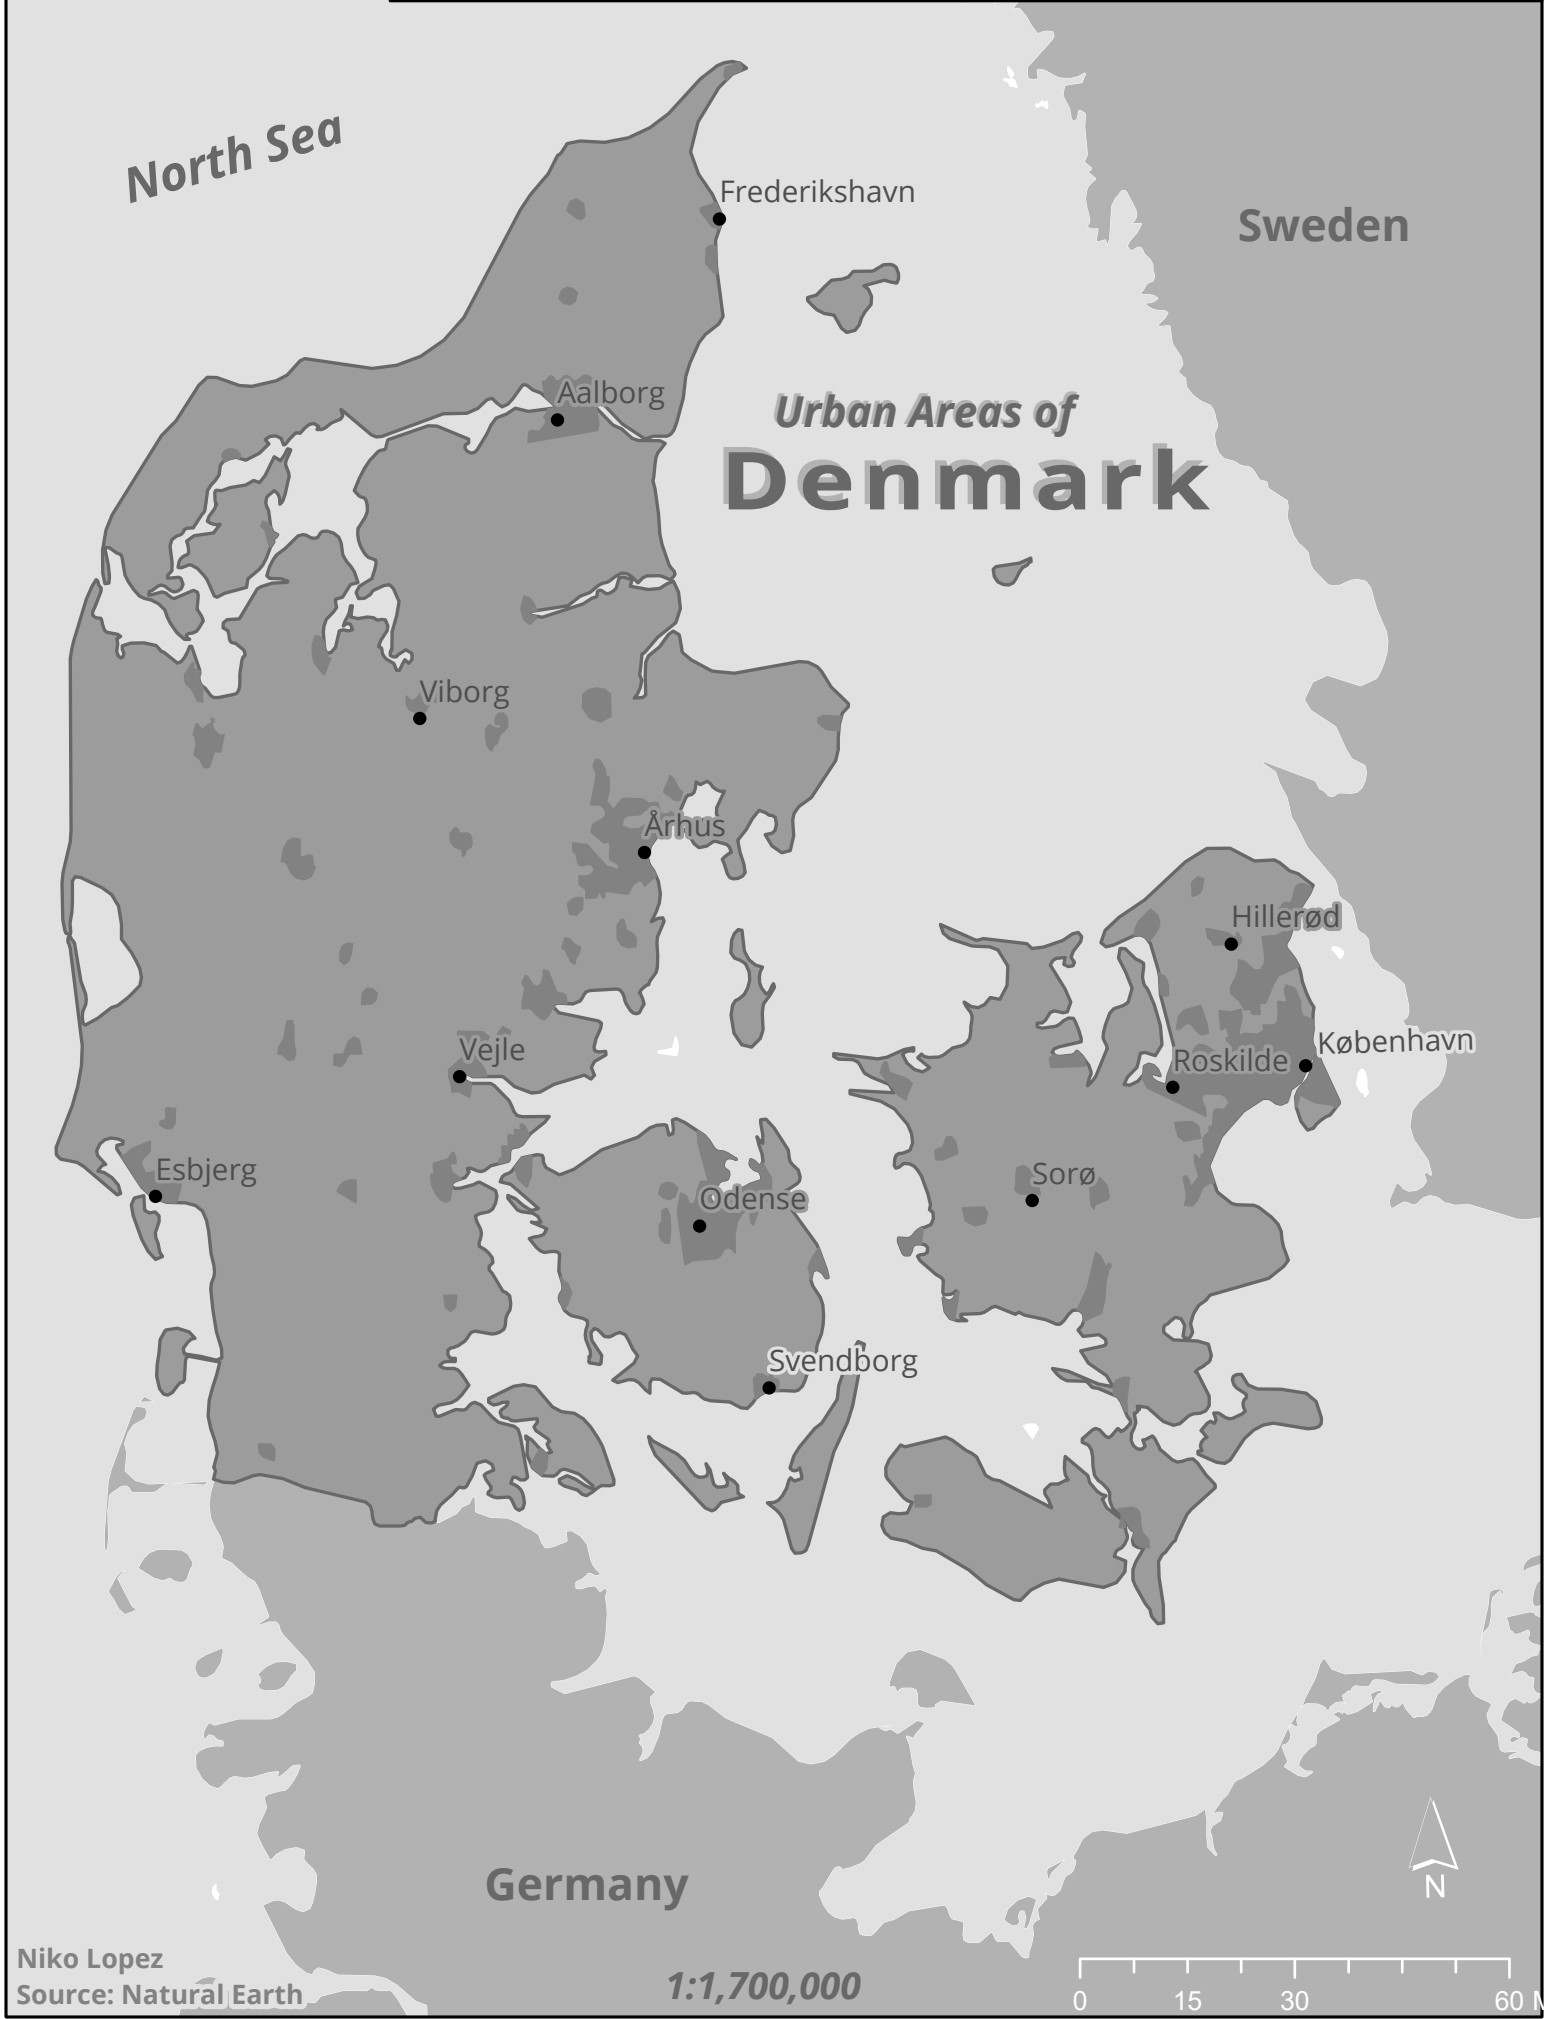 North Sea
Frederikshavn
Sweden
Aalborg
Urban Areas of
Denmark
Viborg
Århus
Hillerød
København
Vejle
Roskilde
Esbjerg
Sorø
Odense
Svendborg
Germany
N
Niko Lopez
Source: Natural Earth
1:1,700,000
0 15 30 60 M